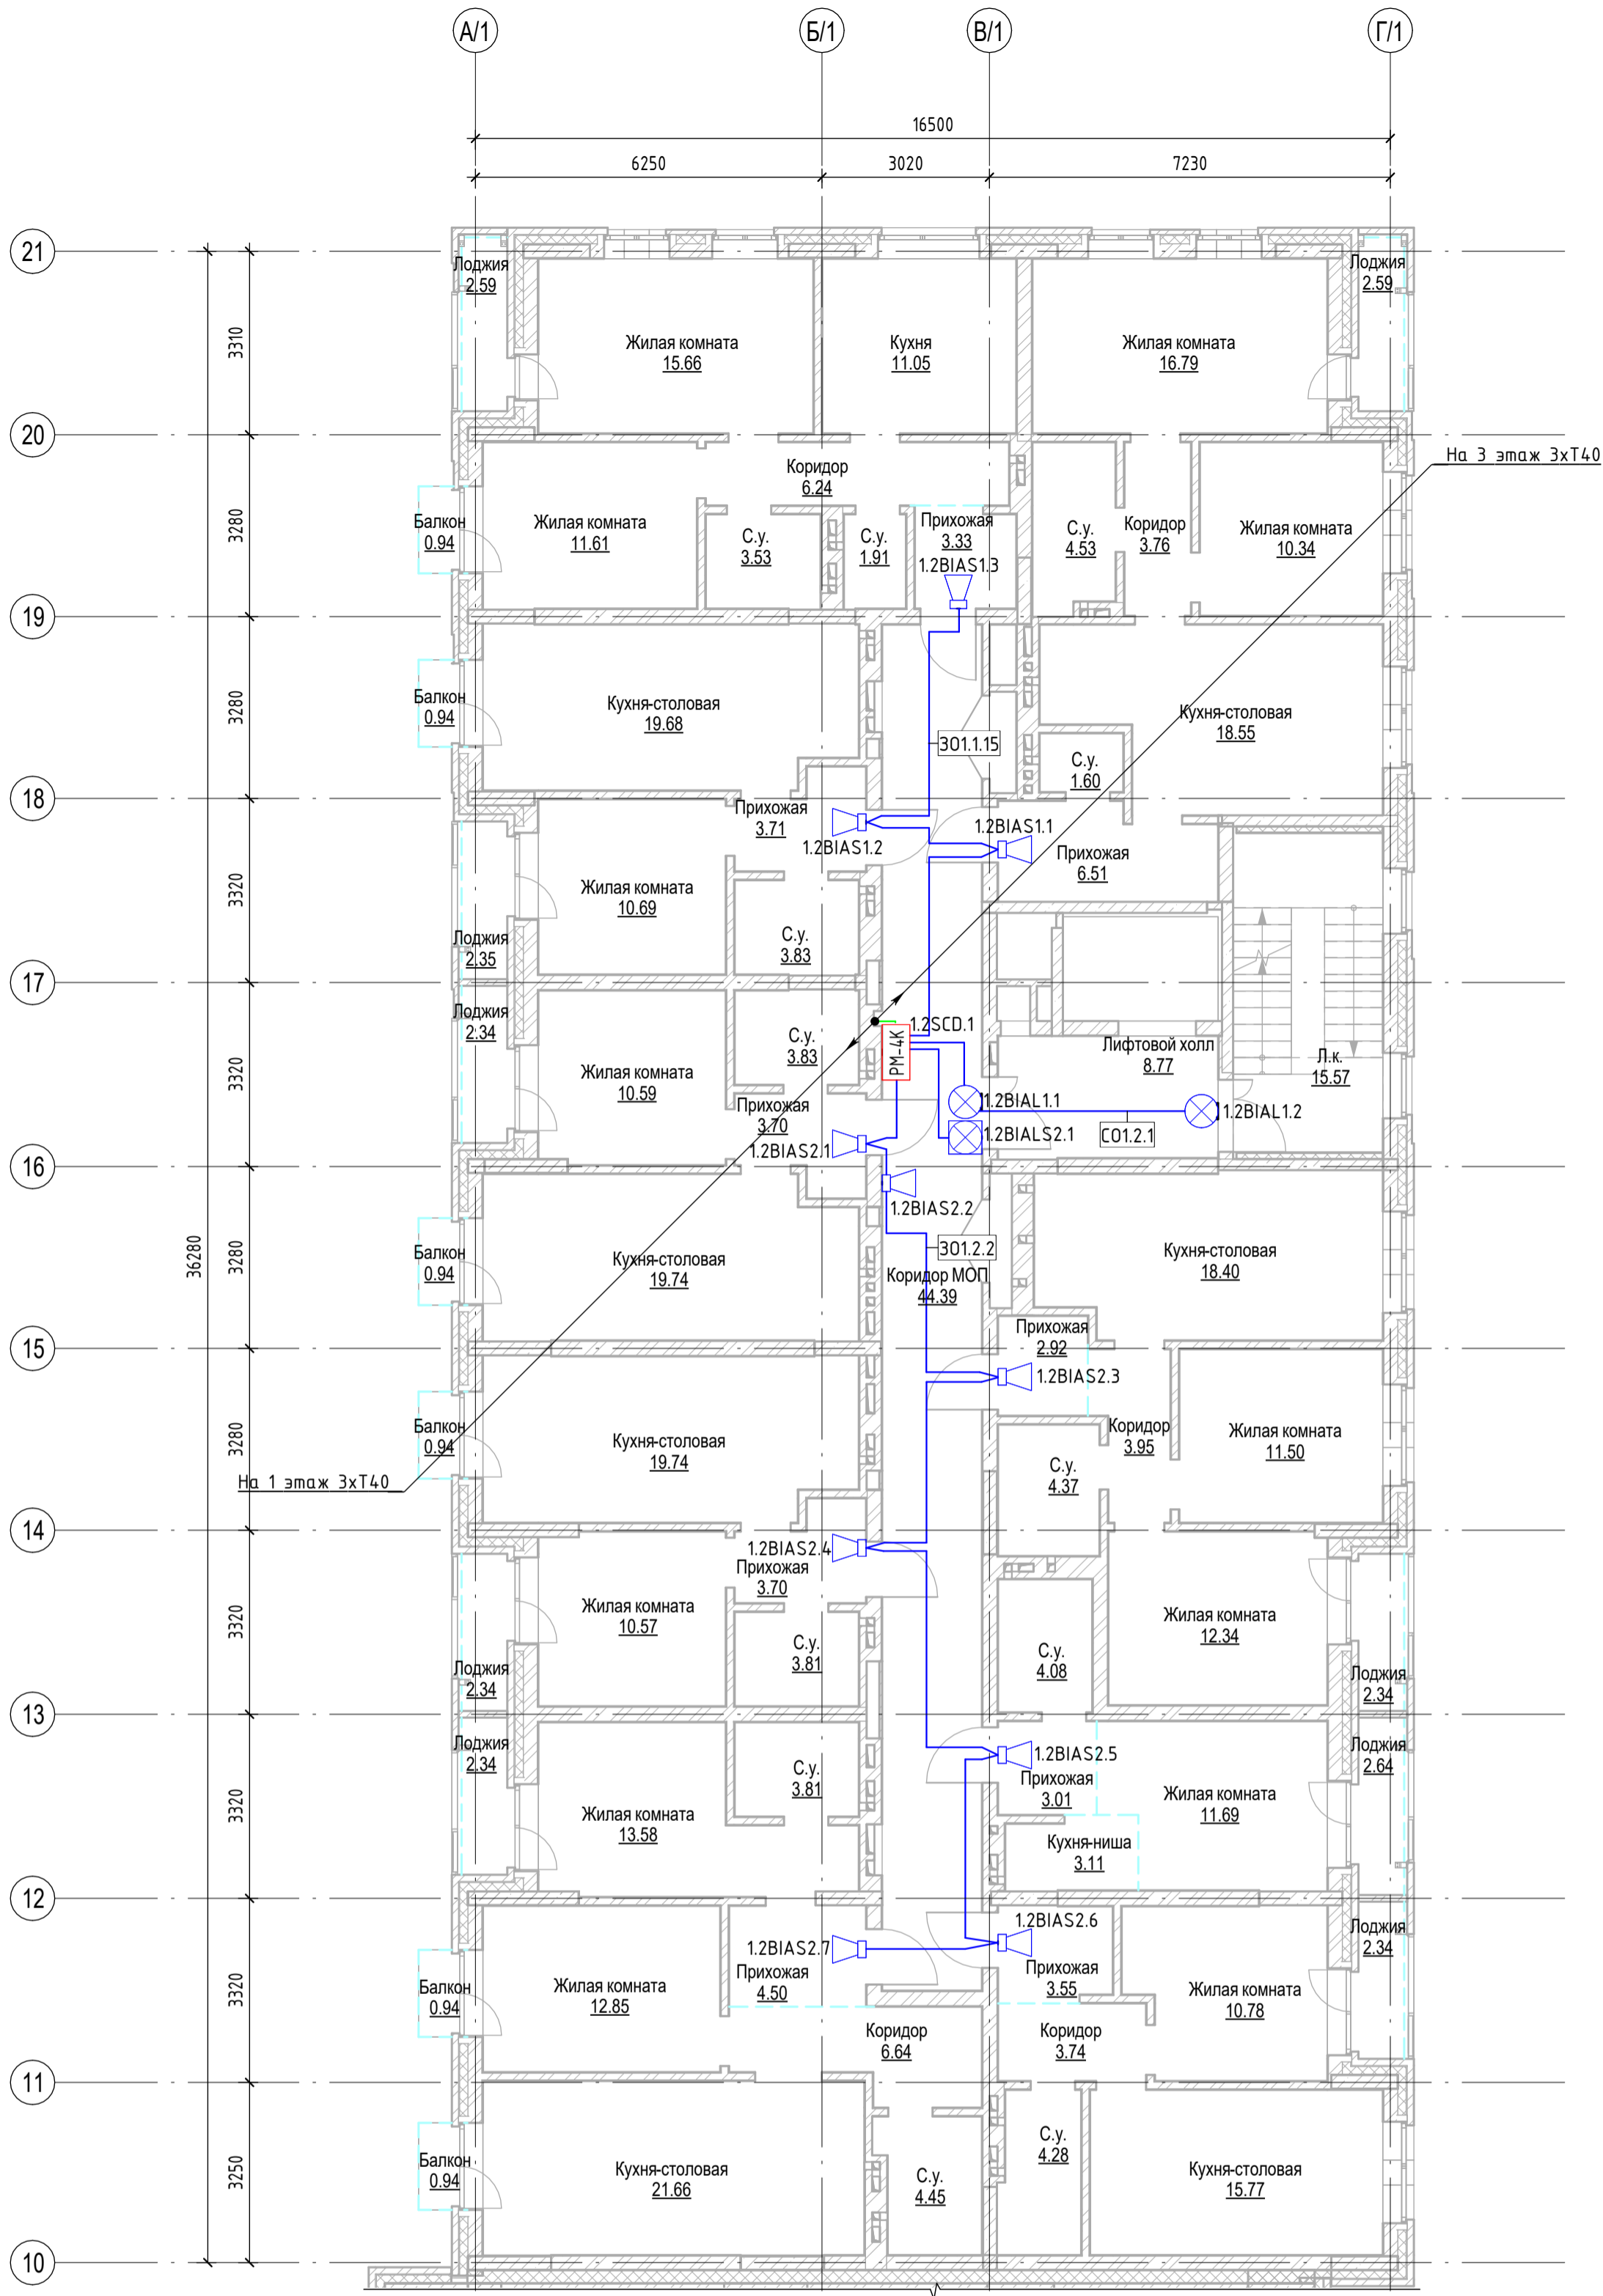 А/1
Б/1
В/1
Г/1
16500
6250
3020
7230
21
Лоджия
2.59
Лоджия
2.59
3310
Жилая комната
15.66
Кухня
11.05
Жилая комната
16.79
20
На 3 этаж 3хТ40
Коридор
6.24
3280
Балкон
0.94
Жилая комната
11.61
С.у.
3.53
С.у.
1.91
Прихожая
3.33
1.2BIAS1.3
С.у.
4.53
Коридор
3.76
Жилая комната
10.34
19
3280
Балкон
0.94
Кухня-столовая
19.68
ЗО1.1.15
Кухня-столовая
18.55
С.у.
1.60
18
Прихожая
3.71
1.2BIAS1.2
1.2BIAS1.1
Прихожая
6.51
3320
Жилая комната
10.69
Лоджия
2.35
С.у.
3.83
17
Лоджия
2.34
1.2SCD.1
РМ-4К
3320
Жилая комната
10.59
С.у.
3.83
Лифтовой холл
8.77
Л.к.
15.57
Прихожая
3.70
1.2BIAS2.1
1.2BIAL1.1
1.2BIAL1.2
1.2BIALS2.1
СО1.2.1
16
1.2BIAS2.2
36280
3280
Балкон
0.94
Кухня-столовая
19.74
ЗО1.2.2
Коридор МОП
44.39
Кухня-столовая
18.40
15
Прихожая
2.92
1.2BIAS2.3
3280
Балкон
0.94
Кухня-столовая
19.74
Коридор
3.95
Жилая комната
11.50
С.у.
4.37
На 1 этаж 3хТ40
14
1.2BIAS2.4
Прихожая
3.70
3320
Жилая комната
10.57
С.у.
3.81
С.у.
4.08
Жилая комната
12.34
Лоджия
2.34
Лоджия
2.34
13
Лоджия
2.34
1.2BIAS2.5
Лоджия
2.64
С.у.
3.81
Прихожая
3.01
3320
Жилая комната
13.58
Жилая комната
11.69
Кухня-ниша
3.11
12
1.2BIAS2.6
Лоджия
2.34
1.2BIAS2.7
Прихожая
4.50
Прихожая
3.55
3320
Балкон
0.94
Жилая комната
12.85
Жилая комната
10.78
Коридор
6.64
Коридор
3.74
11
3250
Балкон
0.94
Кухня-столовая
21.66
С.у.
4.45
С.у.
4.28
Кухня-столовая
15.77
10